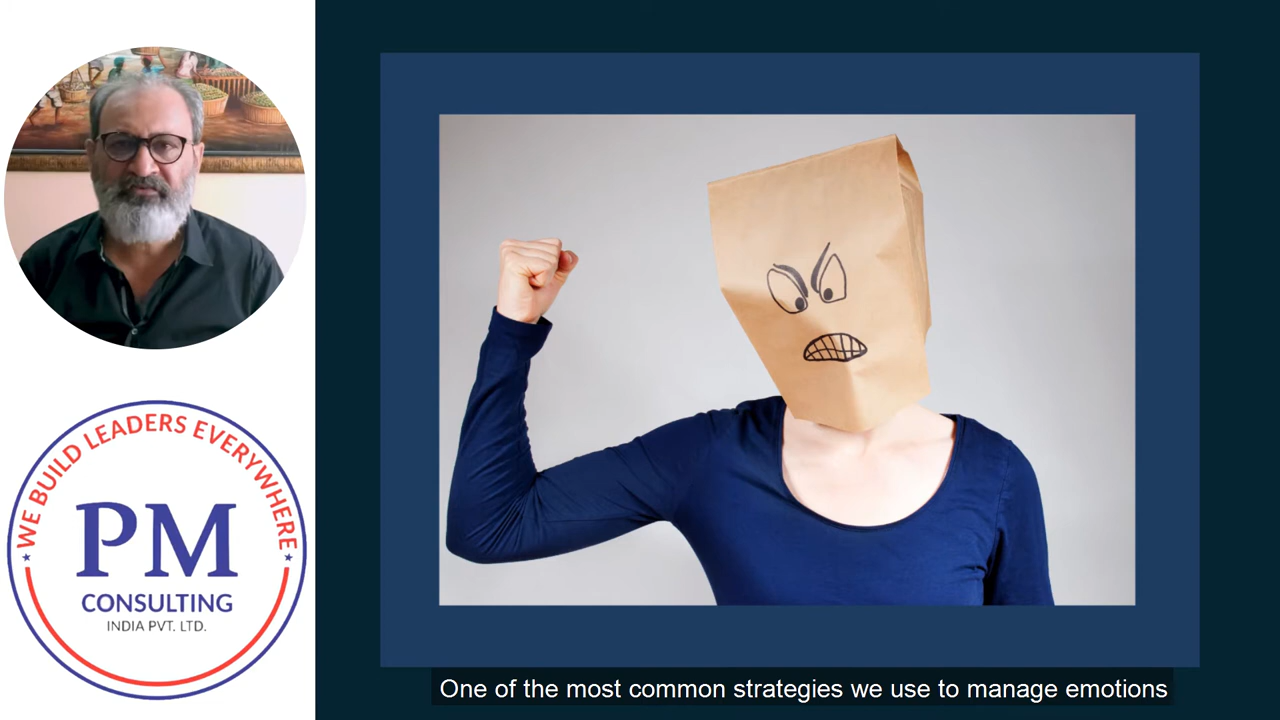 WE BUILD LEADERS EVERYWHERE
PM
CONSULTING
INDIA PVT. LTD.
One of the most common strategies we use to manage emotions